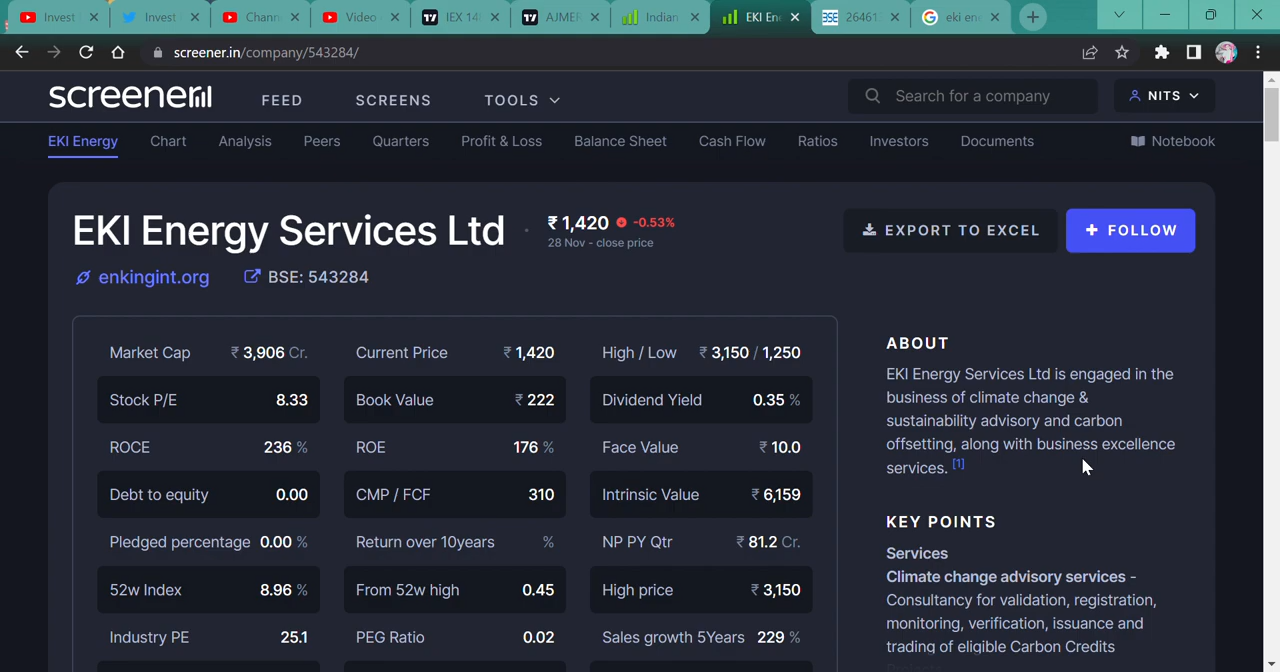 Invest
Invest
Chann
Video
IEX 14
AJMER
Indian
EKI En
BSE 26461
eki en
screener.in/company/543284/
screener
FEED
SCREENS
TOOLS
Search for a company
NITS
EKI Energy
Chart
Analysis
Peers
Quarters
Profit & Loss
Balance Sheet
Cash Flow
Ratios
Investors
Documents
Notebook
EKI Energy Services Ltd
₹ 1,420 -0.53%
28 Nov - close price
EXPORT TO EXCEL
+ FOLLOW
enkingint.org
BSE: 543284
Market Cap ₹ 3,906 Cr.
Current Price ₹ 1,420
High / Low ₹ 3,150 / 1,250
Stock P/E 8.33
Book Value ₹ 222
Dividend Yield 0.35 %
ROCE 236 %
ROE 176 %
Face Value ₹ 10.0
Debt to equity 0.00
CMP / FCF 310
Intrinsic Value ₹ 6,159
Pledged percentage 0.00 %
Return over 10years %
NP PY Qtr ₹ 81.2 Cr.
52w Index 8.96 %
From 52w high 0.45
High price ₹ 3,150
Industry PE 25.1
PEG Ratio 0.02
Sales growth 5Years 229 %
ABOUT
EKI Energy Services Ltd is engaged in the
business of climate change &
sustainability advisory and carbon
offsetting, along with business excellence
services. [1]
KEY POINTS
Services
Climate change advisory services -
Consultancy for validation, registration,
monitoring, verification, issuance and
trading of eligible Carbon Credits